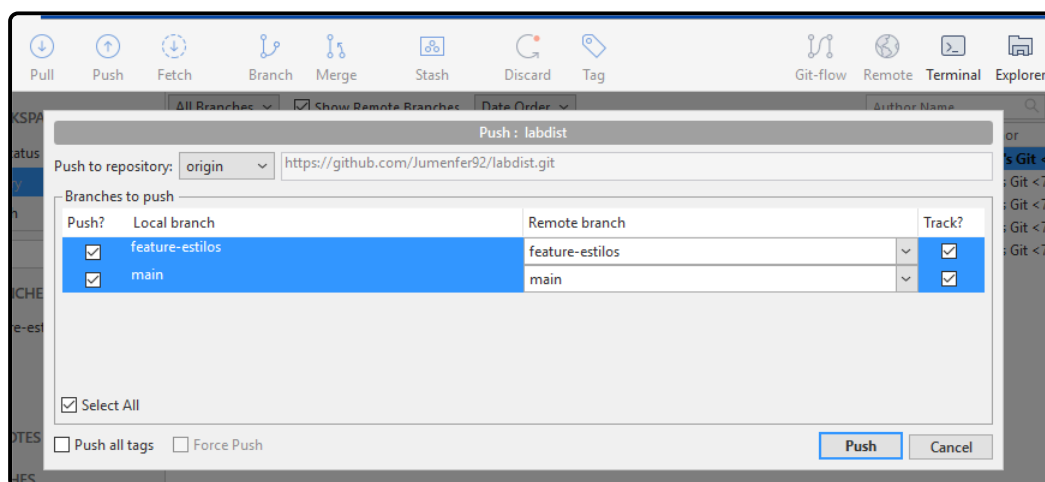 Pull Push Fetch Branch Merge Stash Discard Tag Git-flow Remote Terminal Explorer
All Branches Show Remote Branches Date Order Author Name
Push : labdist
Push to repository: origin https://github.com/Jumenfer92/labdist.git
Branches to push
Push? Local branch Remote branch Track?
feature-estilos feature-estilos
main main
Select All
Push all tags Force Push Push Cancel